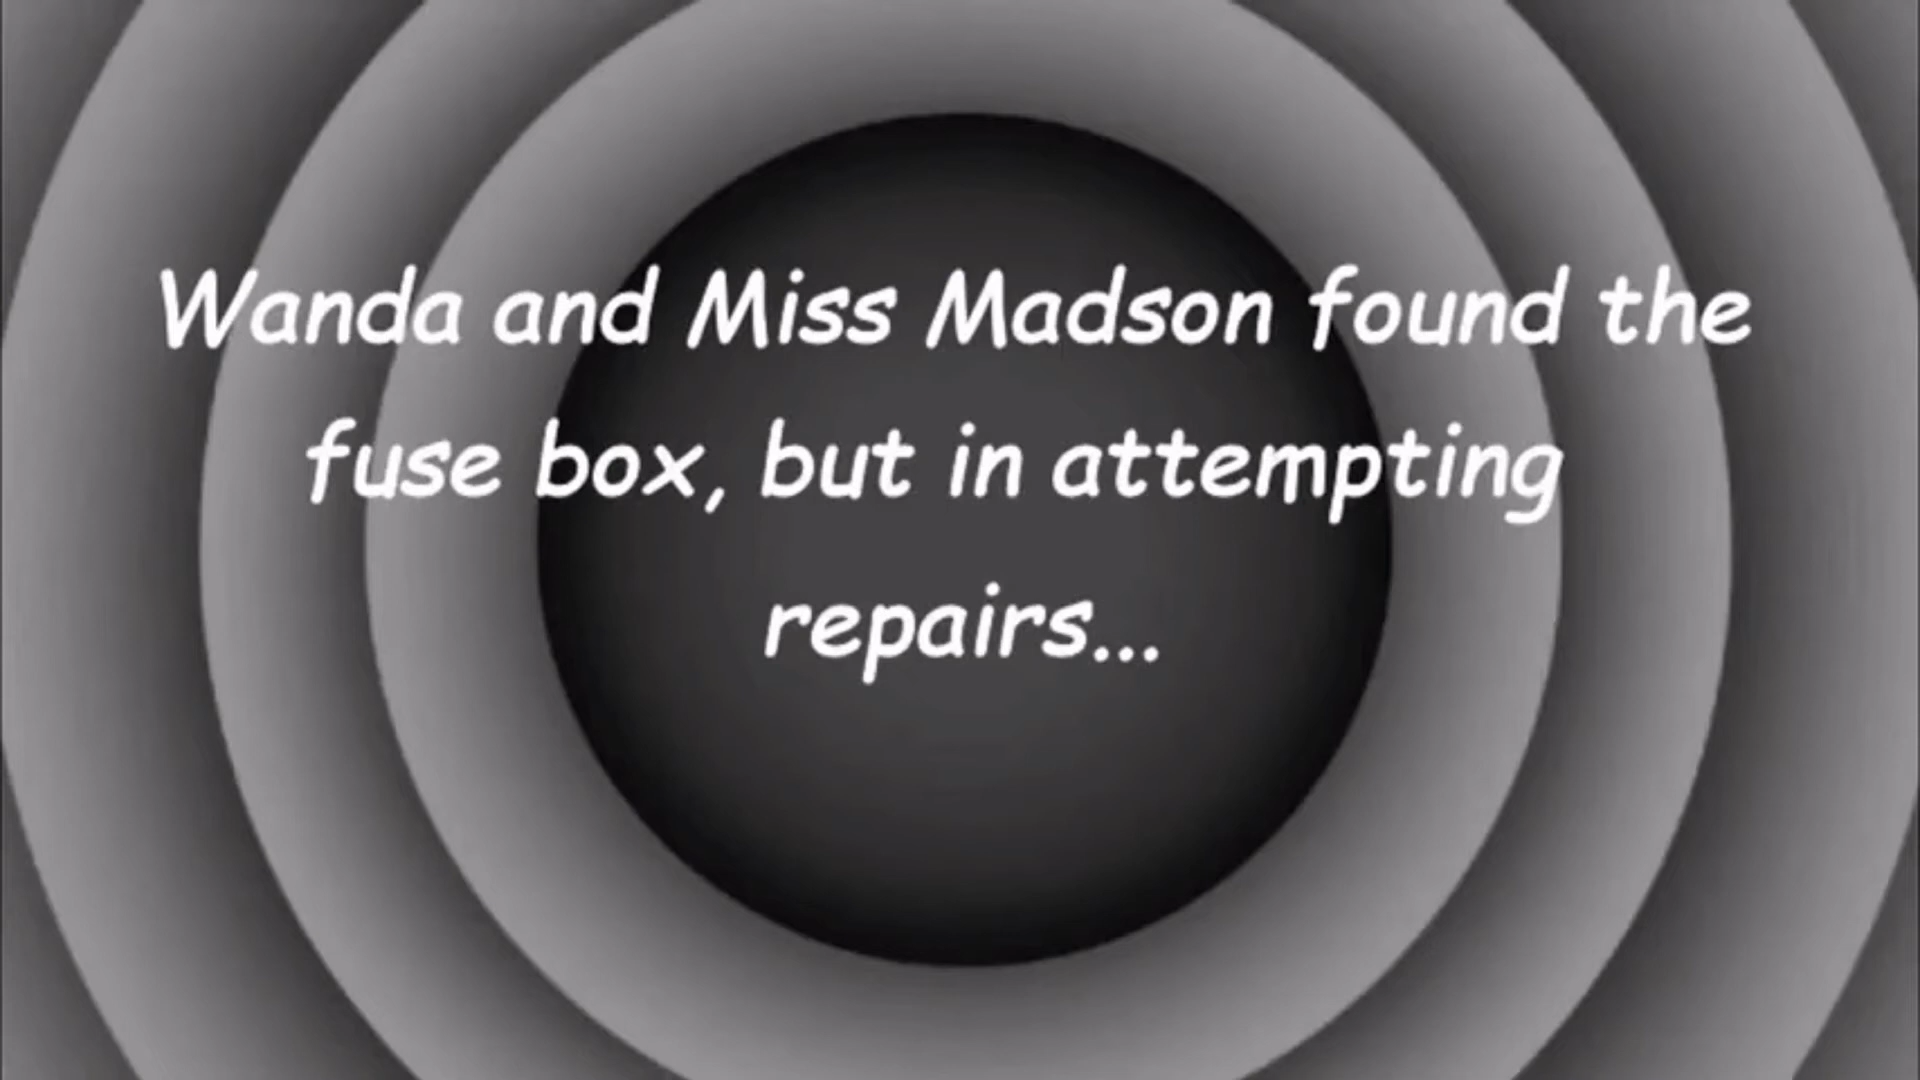 Wanda and Miss Madson found the
fuse box, but in attempting
repairs...